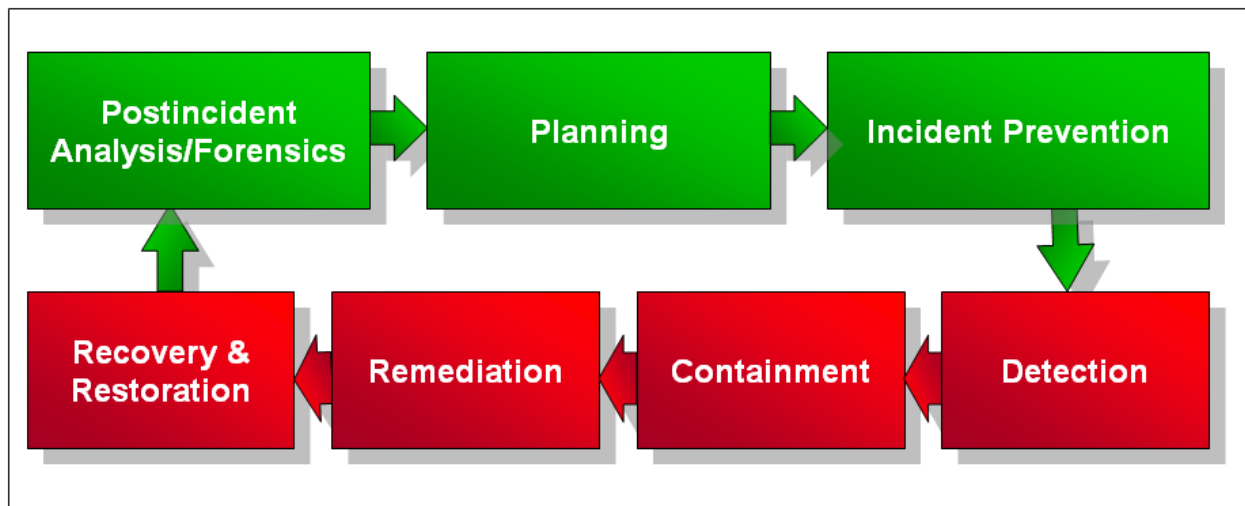 Postincident
Analysis/Forensics
Planning
Incident Prevention
Recovery &
Restoration
Remediation
Containment
Detection